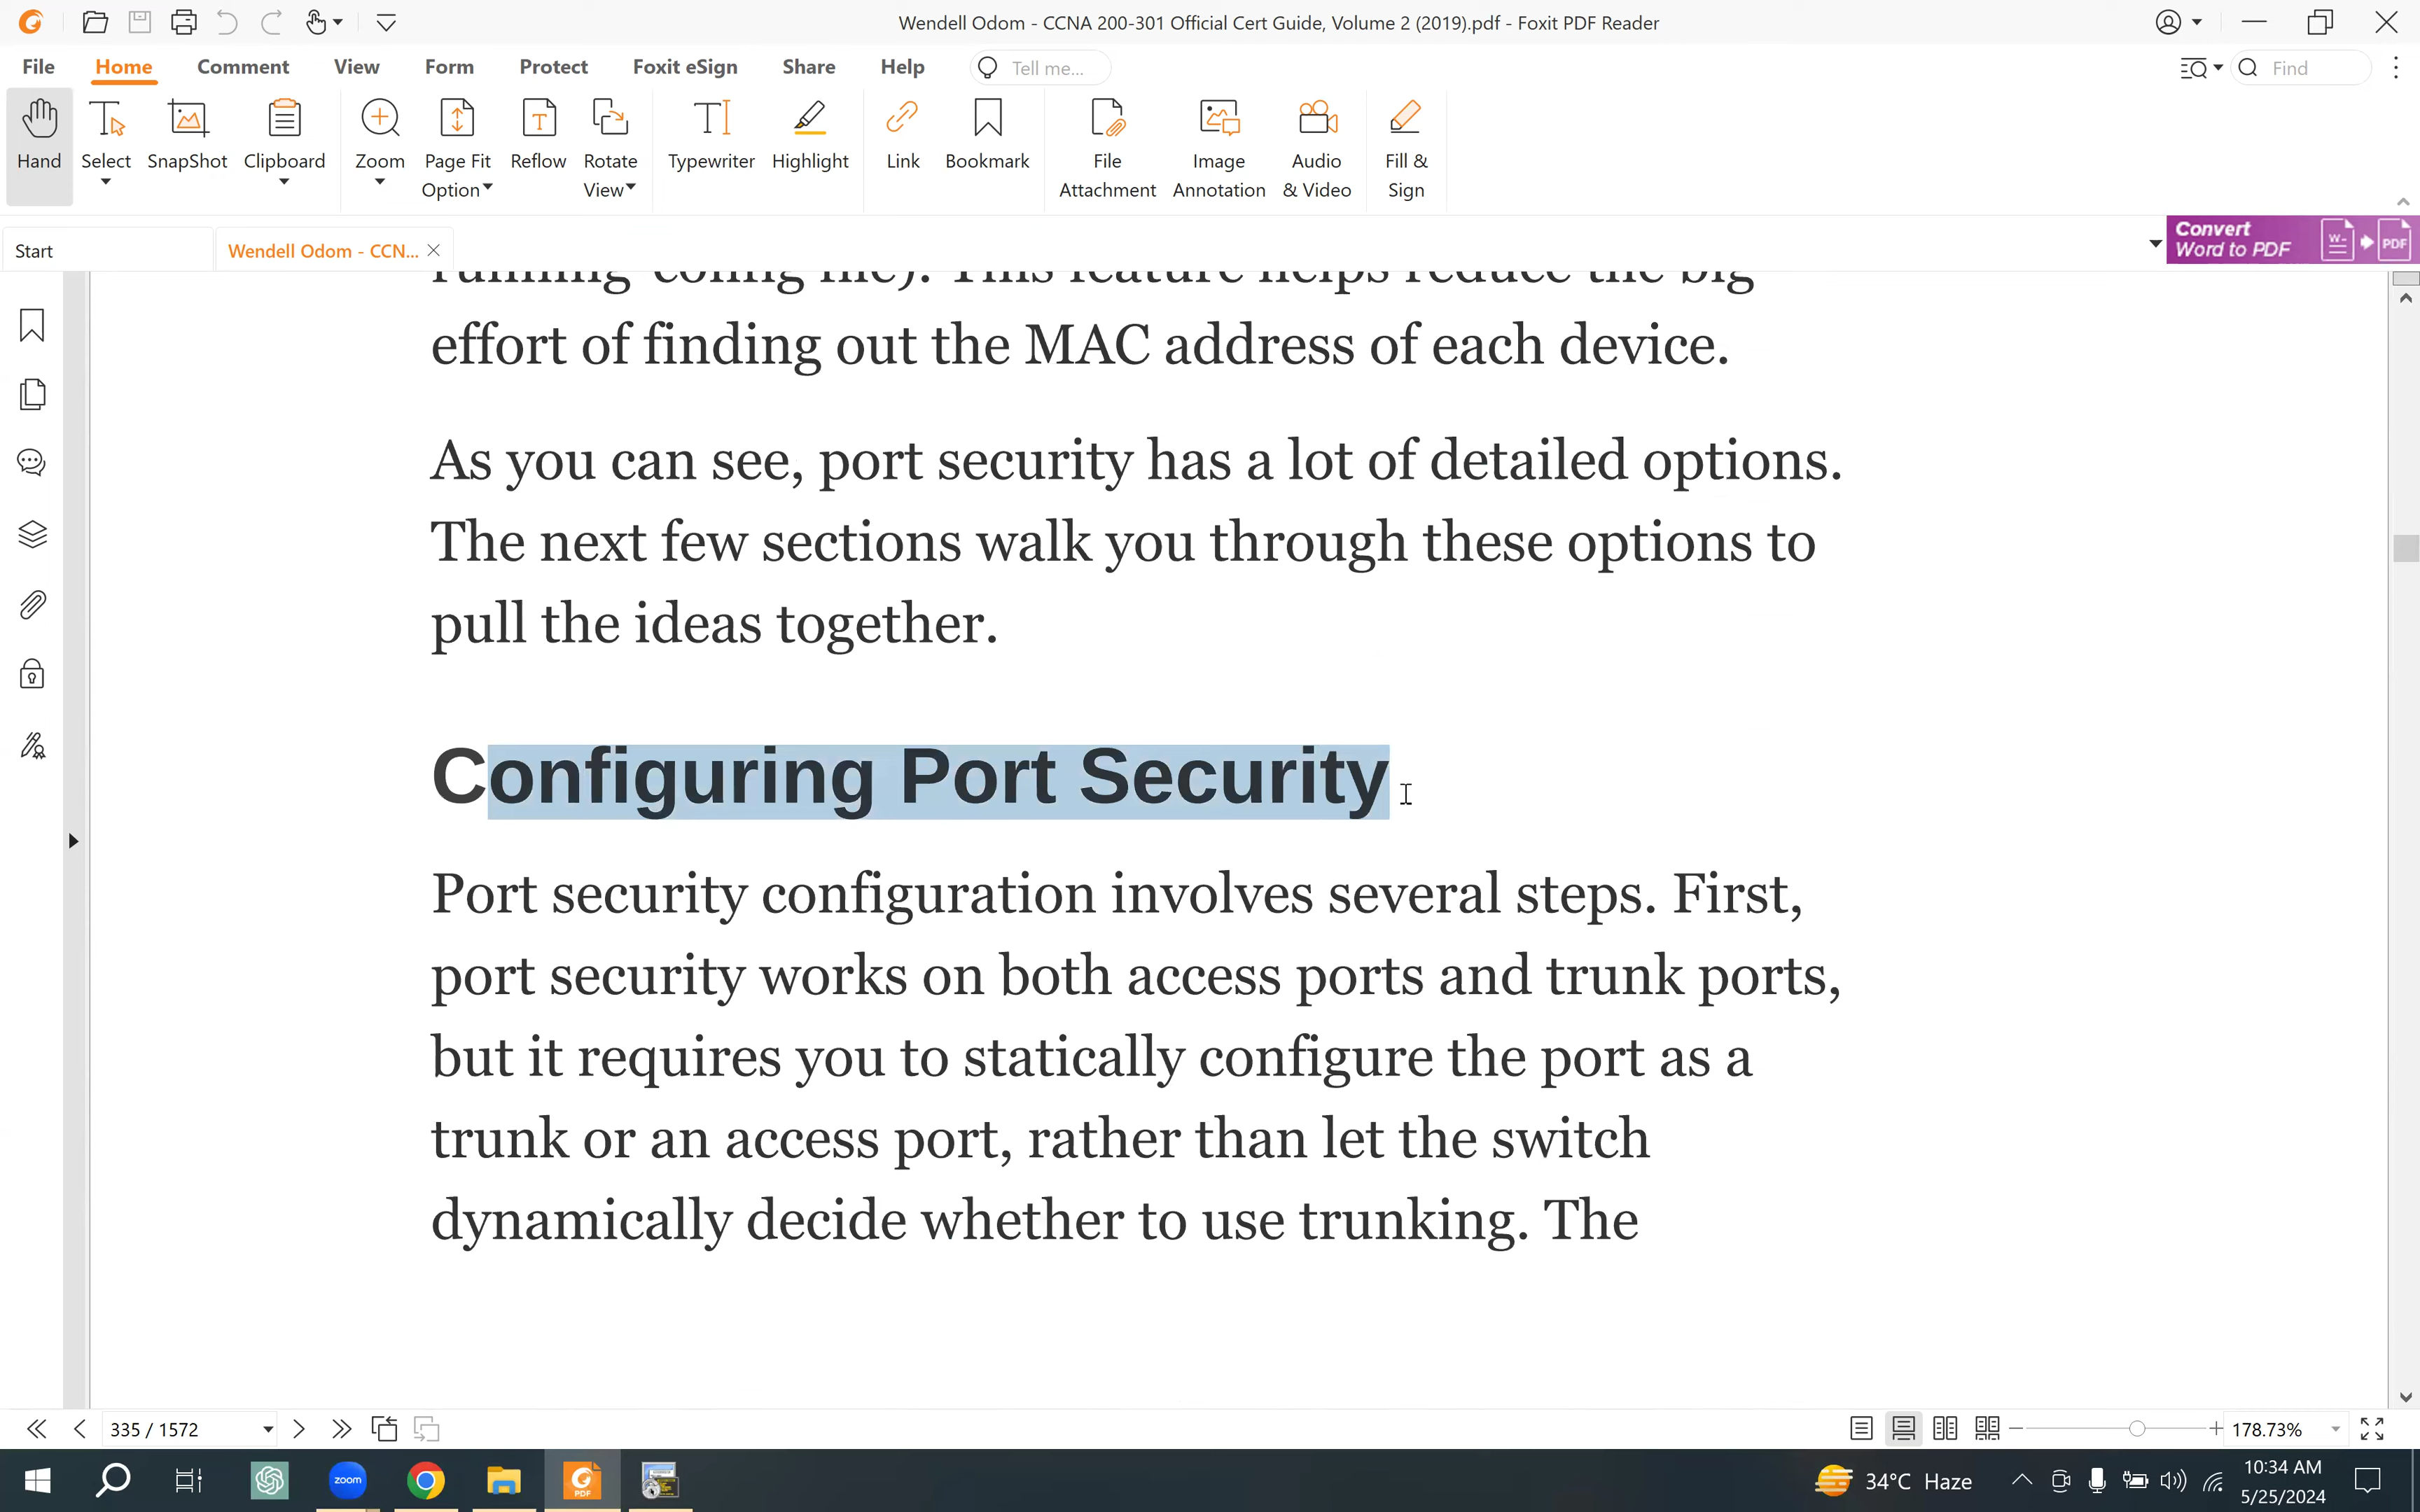 Wendell Odom - CCNA 200-301 Official Cert Guide, Volume 2 (2019).pdf - Foxit PDF Reader
File Home Comment View Form Protect Foxit eSign Share Help Tell me... Find
Hand Select SnapShot Clipboard Zoom Page Fit Option Reflow Rotate View Typewriter Highlight Link Bookmark File Attachment Image Annotation Audio & Video Fill & Sign
Start Wendell Odom - CCN...
Convert
Word to PDF
W PDF
effort of finding out the MAC address of each device.
As you can see, port security has a lot of detailed options.
The next few sections walk you through these options to
pull the ideas together.
Configuring Port Security
Port security configuration involves several steps. First,
port security works on both access ports and trunk ports,
but it requires you to statically configure the port as a
trunk or an access port, rather than let the switch
dynamically decide whether to use trunking. The
335 / 1572 178.73%
zoom PDF 34°C Haze 10:34 AM
5/25/2024